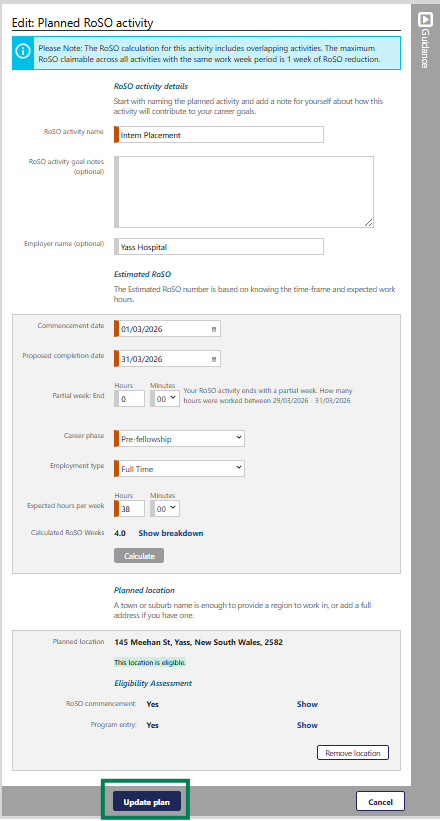 Edit: Planned RoSO activity
Guidance
Please Note: The RoSO calculation for this activity includes overlapping activities. The maximum
RoSO claimable across all activities with the same work week period is 1 week of RoSO reduction.
RoSO activity details
Start with naming the planned activity and add a note for yourself about how this
activity will contribute to your career goals.
RoSO activity name
Intern Placement
RoSO activity goal notes
(optional)
Employer name (optional)
Yass Hospital
Estimated RoSO
The Estimated RoSO number is based on knowing the time-frame and expected work
hours.
Commencement date
01/03/2026
Proposed completion date
31/03/2026
Hours Minutes
Partial week: End
0 00
Your RoSO activity ends with a partial week. How many
hours were worked between 29/03/2026 - 31/03/2026
Career phase
Pre-fellowship
Employment type
Full Time
Hours Minutes
Expected hours per week
38 00
Calculated RoSO Weeks 4.0 Show breakdown
Calculate
Planned location
A town or suburb name is enough to provide a region to work in, or add a full
address if you have one.
Planned location 145 Meehan St, Yass, New South Wales, 2582
This location is eligible.
Eligibility Assessment
RoSO commencement: Yes Show
Program entry: Yes Show
Remove location
Update plan
Cancel